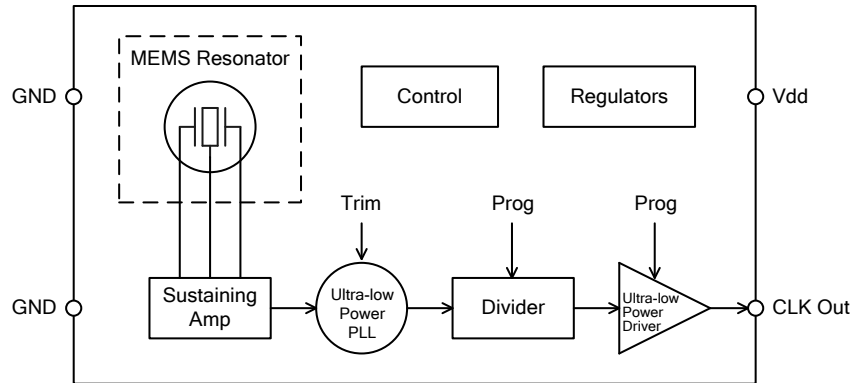 MEMS Resonator
GND
Control
Regulators
Vdd
Trim
Prog
Prog
GND
Sustaining
Amp
Ultra-low
Power
PLL
Divider
Ultra-low
Power
Driver
CLK Out